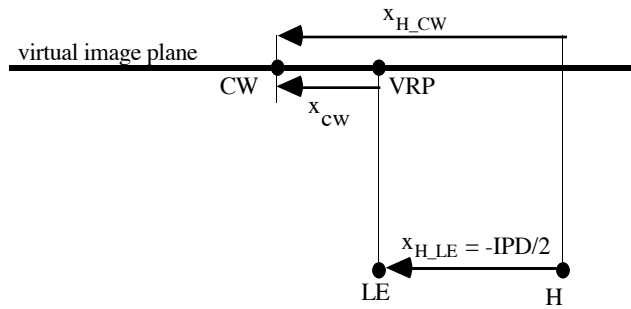 x_H_CW
virtual image plane
CW
VRP
x_cw
x_H_LE = -IPD/2
LE
H